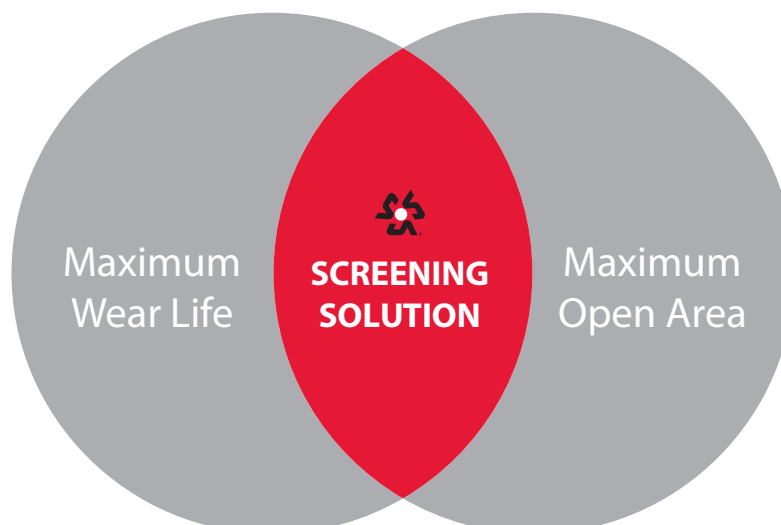 Maximum
Wear Life
SCREENING
SOLUTION
Maximum
Open Area